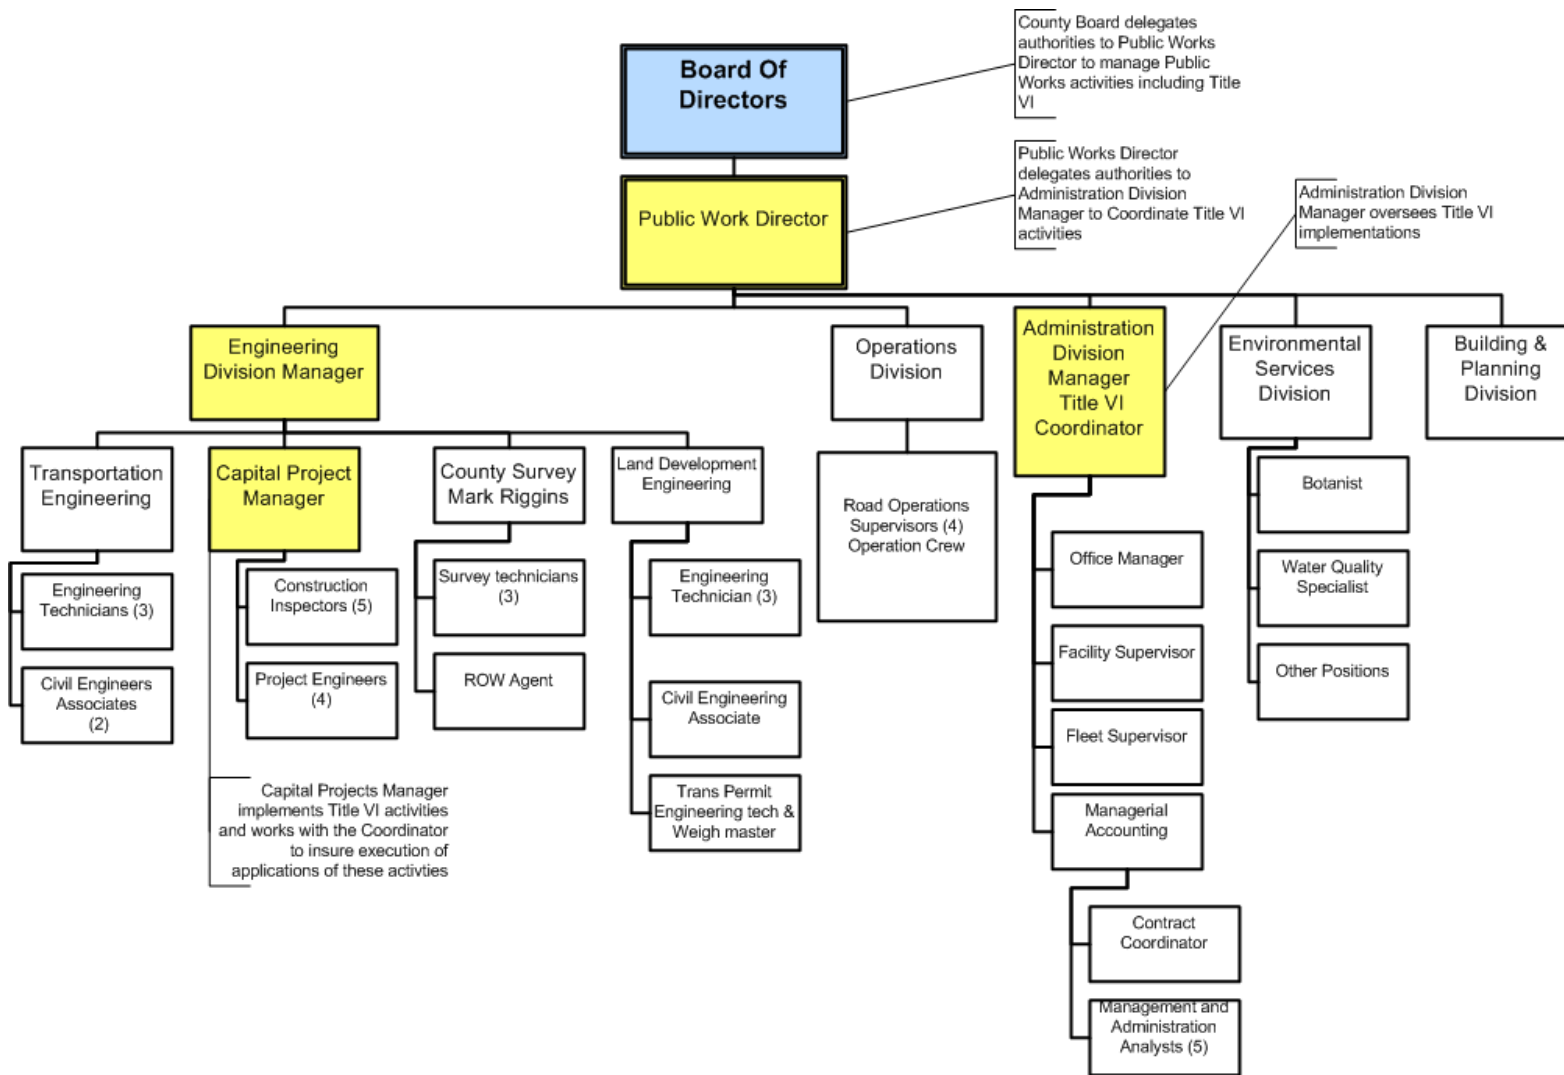 County Board delegates
authorities to Public Works
Director to manage Public
Works activities including Title
VI
Board Of
Directors
Public Works Director
delegates authorities to
Administration Division
Manager to Coordinate Title VI
activities
Administration Division
Manager oversees Title VI
implementations
Public Work Director
Engineering
Division Manager
Operations
Division
Administration
Division
Manager
Title VI
Coordinator
Environmental
Services
Division
Building &
Planning
Division
Transportation
Engineering
Capital Project
Manager
County Survey
Mark Riggins
Land Development
Engineering
Road Operations
Supervisors (4)
Operation Crew
Engineering
Technicians (3)
Civil Engineers
Associates
(2)
Construction
Inspectors (5)
Project Engineers
(4)
Survey technicians
(3)
ROW Agent
Engineering
Technician (3)
Civil Engineering
Associate
Trans Permit
Engineering tech &
Weigh master
Office Manager
Facility Supervisor
Fleet Supervisor
Managerial
Accounting
Contract
Coordinator
Management and
Administration
Analysts (5)
Botanist
Water Quality
Specialist
Other Positions
Capital Projects Manager
implements Title VI activities
and works with the Coordinator
to insure execution of
applications of these activties